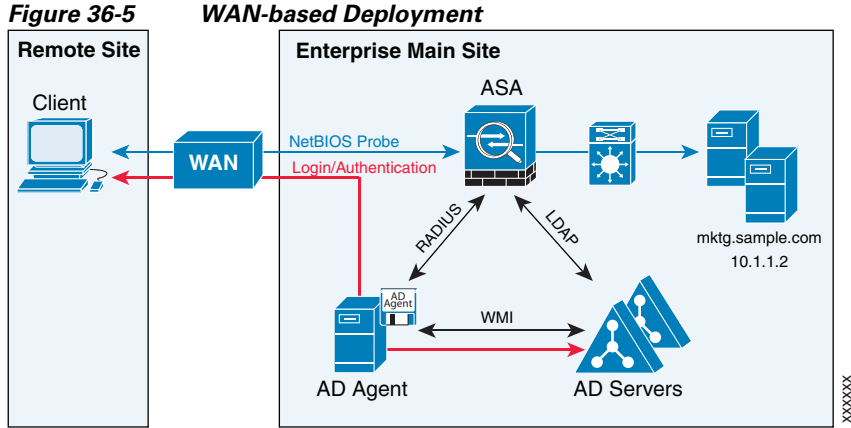 Figure 36-5 WAN-based Deployment
Remote Site
Enterprise Main Site
Client
ASA
WAN
NetBIOS Probe
Login/Authentication
mktg.sample.com
10.1.1.2
RADIUS
LDAP
AD
Agent
WMI
AD Agent
AD Servers
xxxxxx